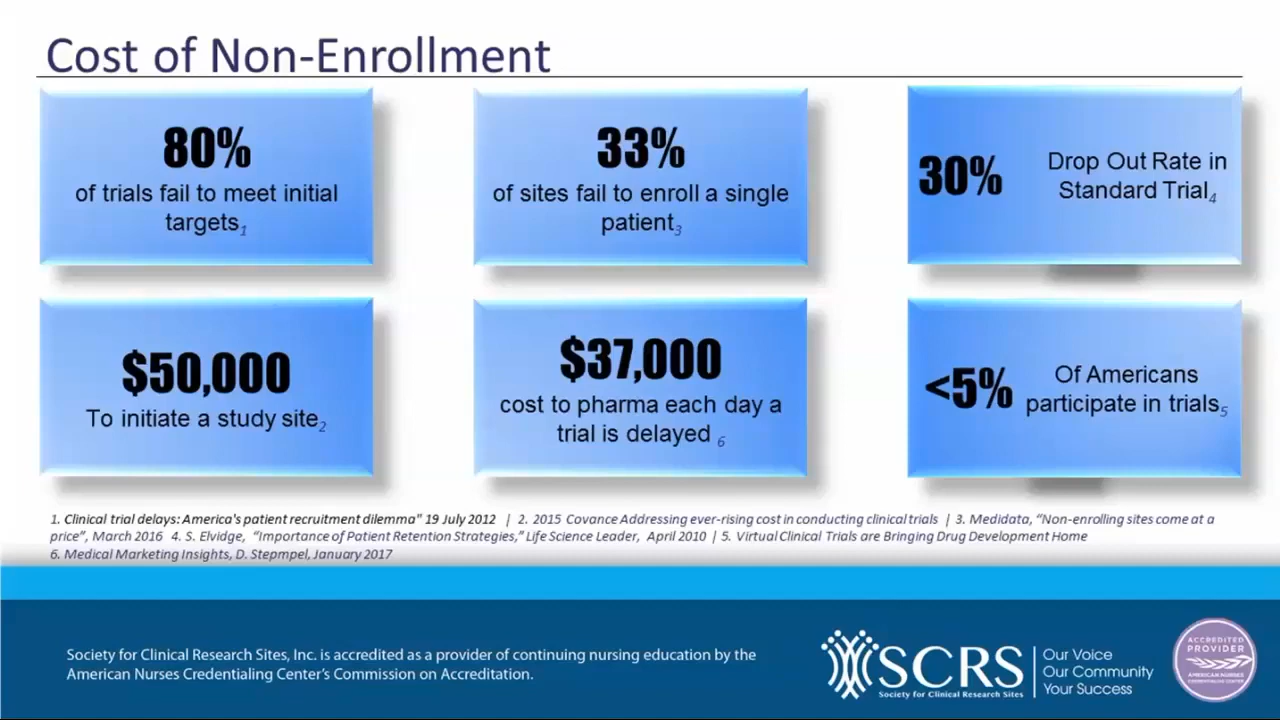 Cost of Non-Enrollment
80%
of trials fail to meet initial
targets1
33%
of sites fail to enroll a single
patient3
30%
Drop Out Rate in
Standard Trial4
$50,000
To initiate a study site2
$37,000
cost to pharma each day a
trial is delayed 6
<5%
Of Americans
participate in trials5
1. Clinical trial delays: America's patient recruitment dilemma" 19 July 2012 | 2. 2015 Covance Addressing ever-rising cost in conducting clinical trials | 3. Medidata, “Non-enrolling sites come at a
price”, March 2016 4. S. Elvidge, “Importance of Patient Retention Strategies,” Life Science Leader, April 2010 | 5. Virtual Clinical Trials are Bringing Drug Development Home
6. Medical Marketing Insights, D. Stepmpel, January 2017
Society for Clinical Research Sites, Inc. is accredited as a provider of continuing nursing education by the
American Nurses Credentialing Center’s Commission on Accreditation.
SCRS
Society for Clinical Research Sites
Our Voice
Our Community
Your Success
ACCREDITED
PROVIDER
AMERICAN NURSES
CREDENTIALING CENTER